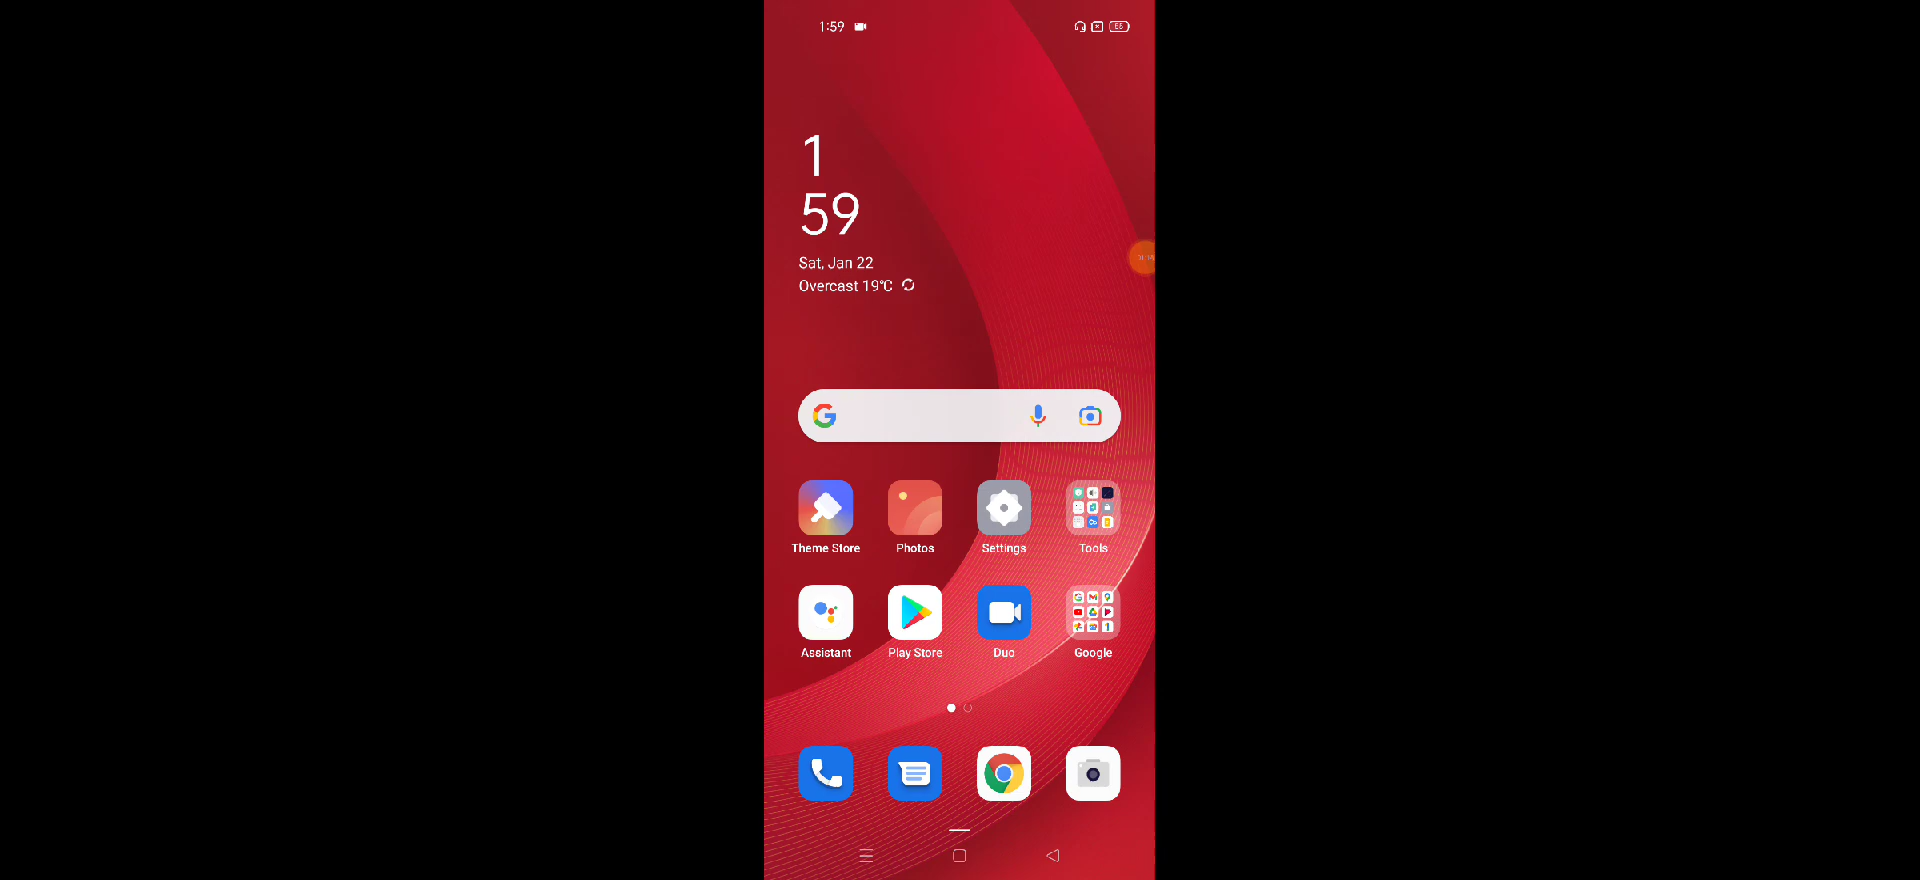 1:59
1
59
Sat, Jan 22
Overcast 19°C
Theme Store
Photos
Settings
Tools
Assistant
Play Store
Duo
Google